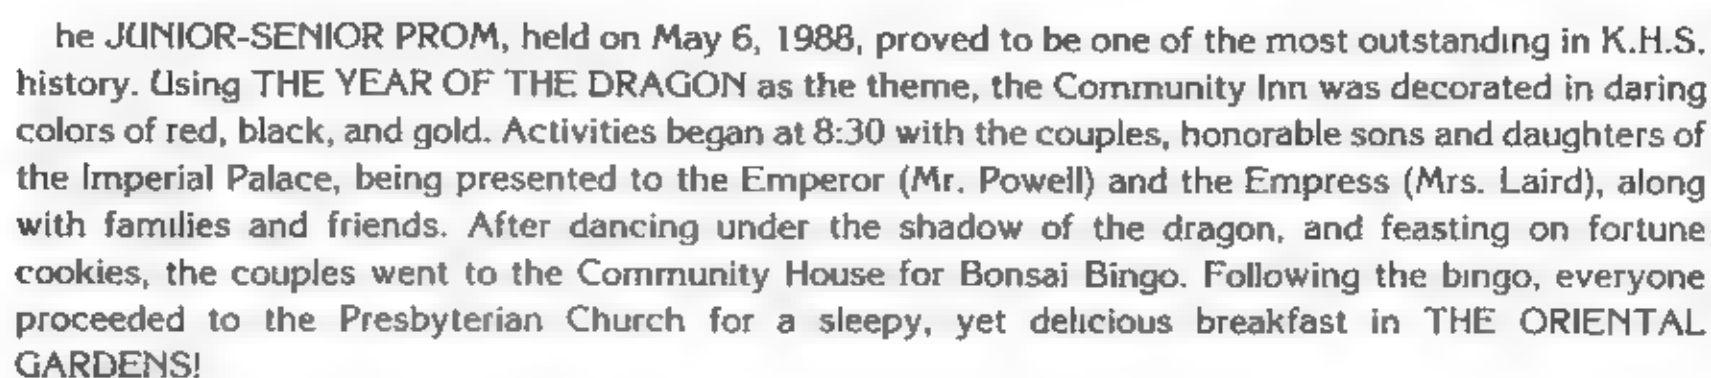 he JUNIOR-SENIOR PROM, held on May 6, 1988, proved to be one of the most outstanding in K.H.S.
history. Using THE YEAR OF THE DRAGON as the theme, the Community Inn was decorated in daring
colors of red, black, and gold. Activities began at 8:30 with the couples, honorable sons and daughters of
the Imperial Palace, being presented to the Emperor (Mr. Powell) and the Empress (Mrs. Laird), along
with families and friends. After dancing under the shadow of the dragon, and feasting on fortune
cookies, the couples went to the Community House for Bonsai Bingo. Following the bingo, everyone
proceeded to the Presbyterian Church for a sleepy, yet delicious breakfast in THE ORIENTAL
GARDENS!